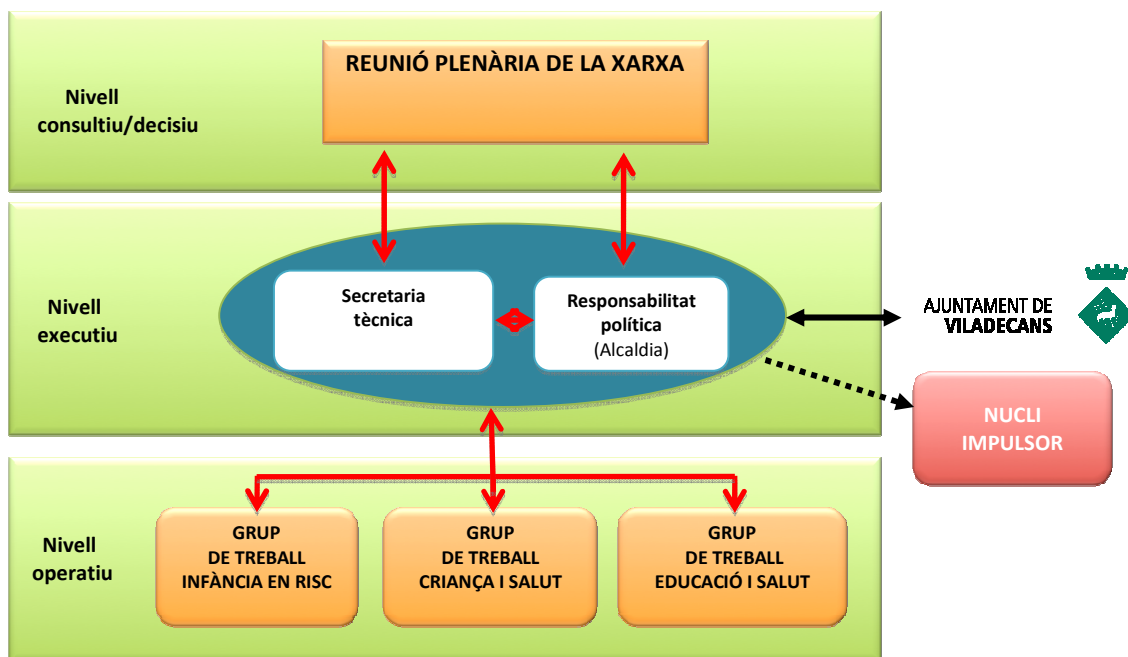 REUNIÓ PLENÀRIA DE LA XARXA
Nivell
consultiu/decisiu
Nivell
executiu
Secretaria
tècnica
Responsabilitat
política
(Alcaldia)
AJUNTAMENT DE
VILADECANS
NUCLI
IMPULSOR
Nivell
operatiu
GRUP
DE TREBALL
INFÀNCIA EN RISC
GRUP
DE TREBALL
CRIANÇA I SALUT
GRUP
DE TREBALL
EDUCACIÓ I SALUT